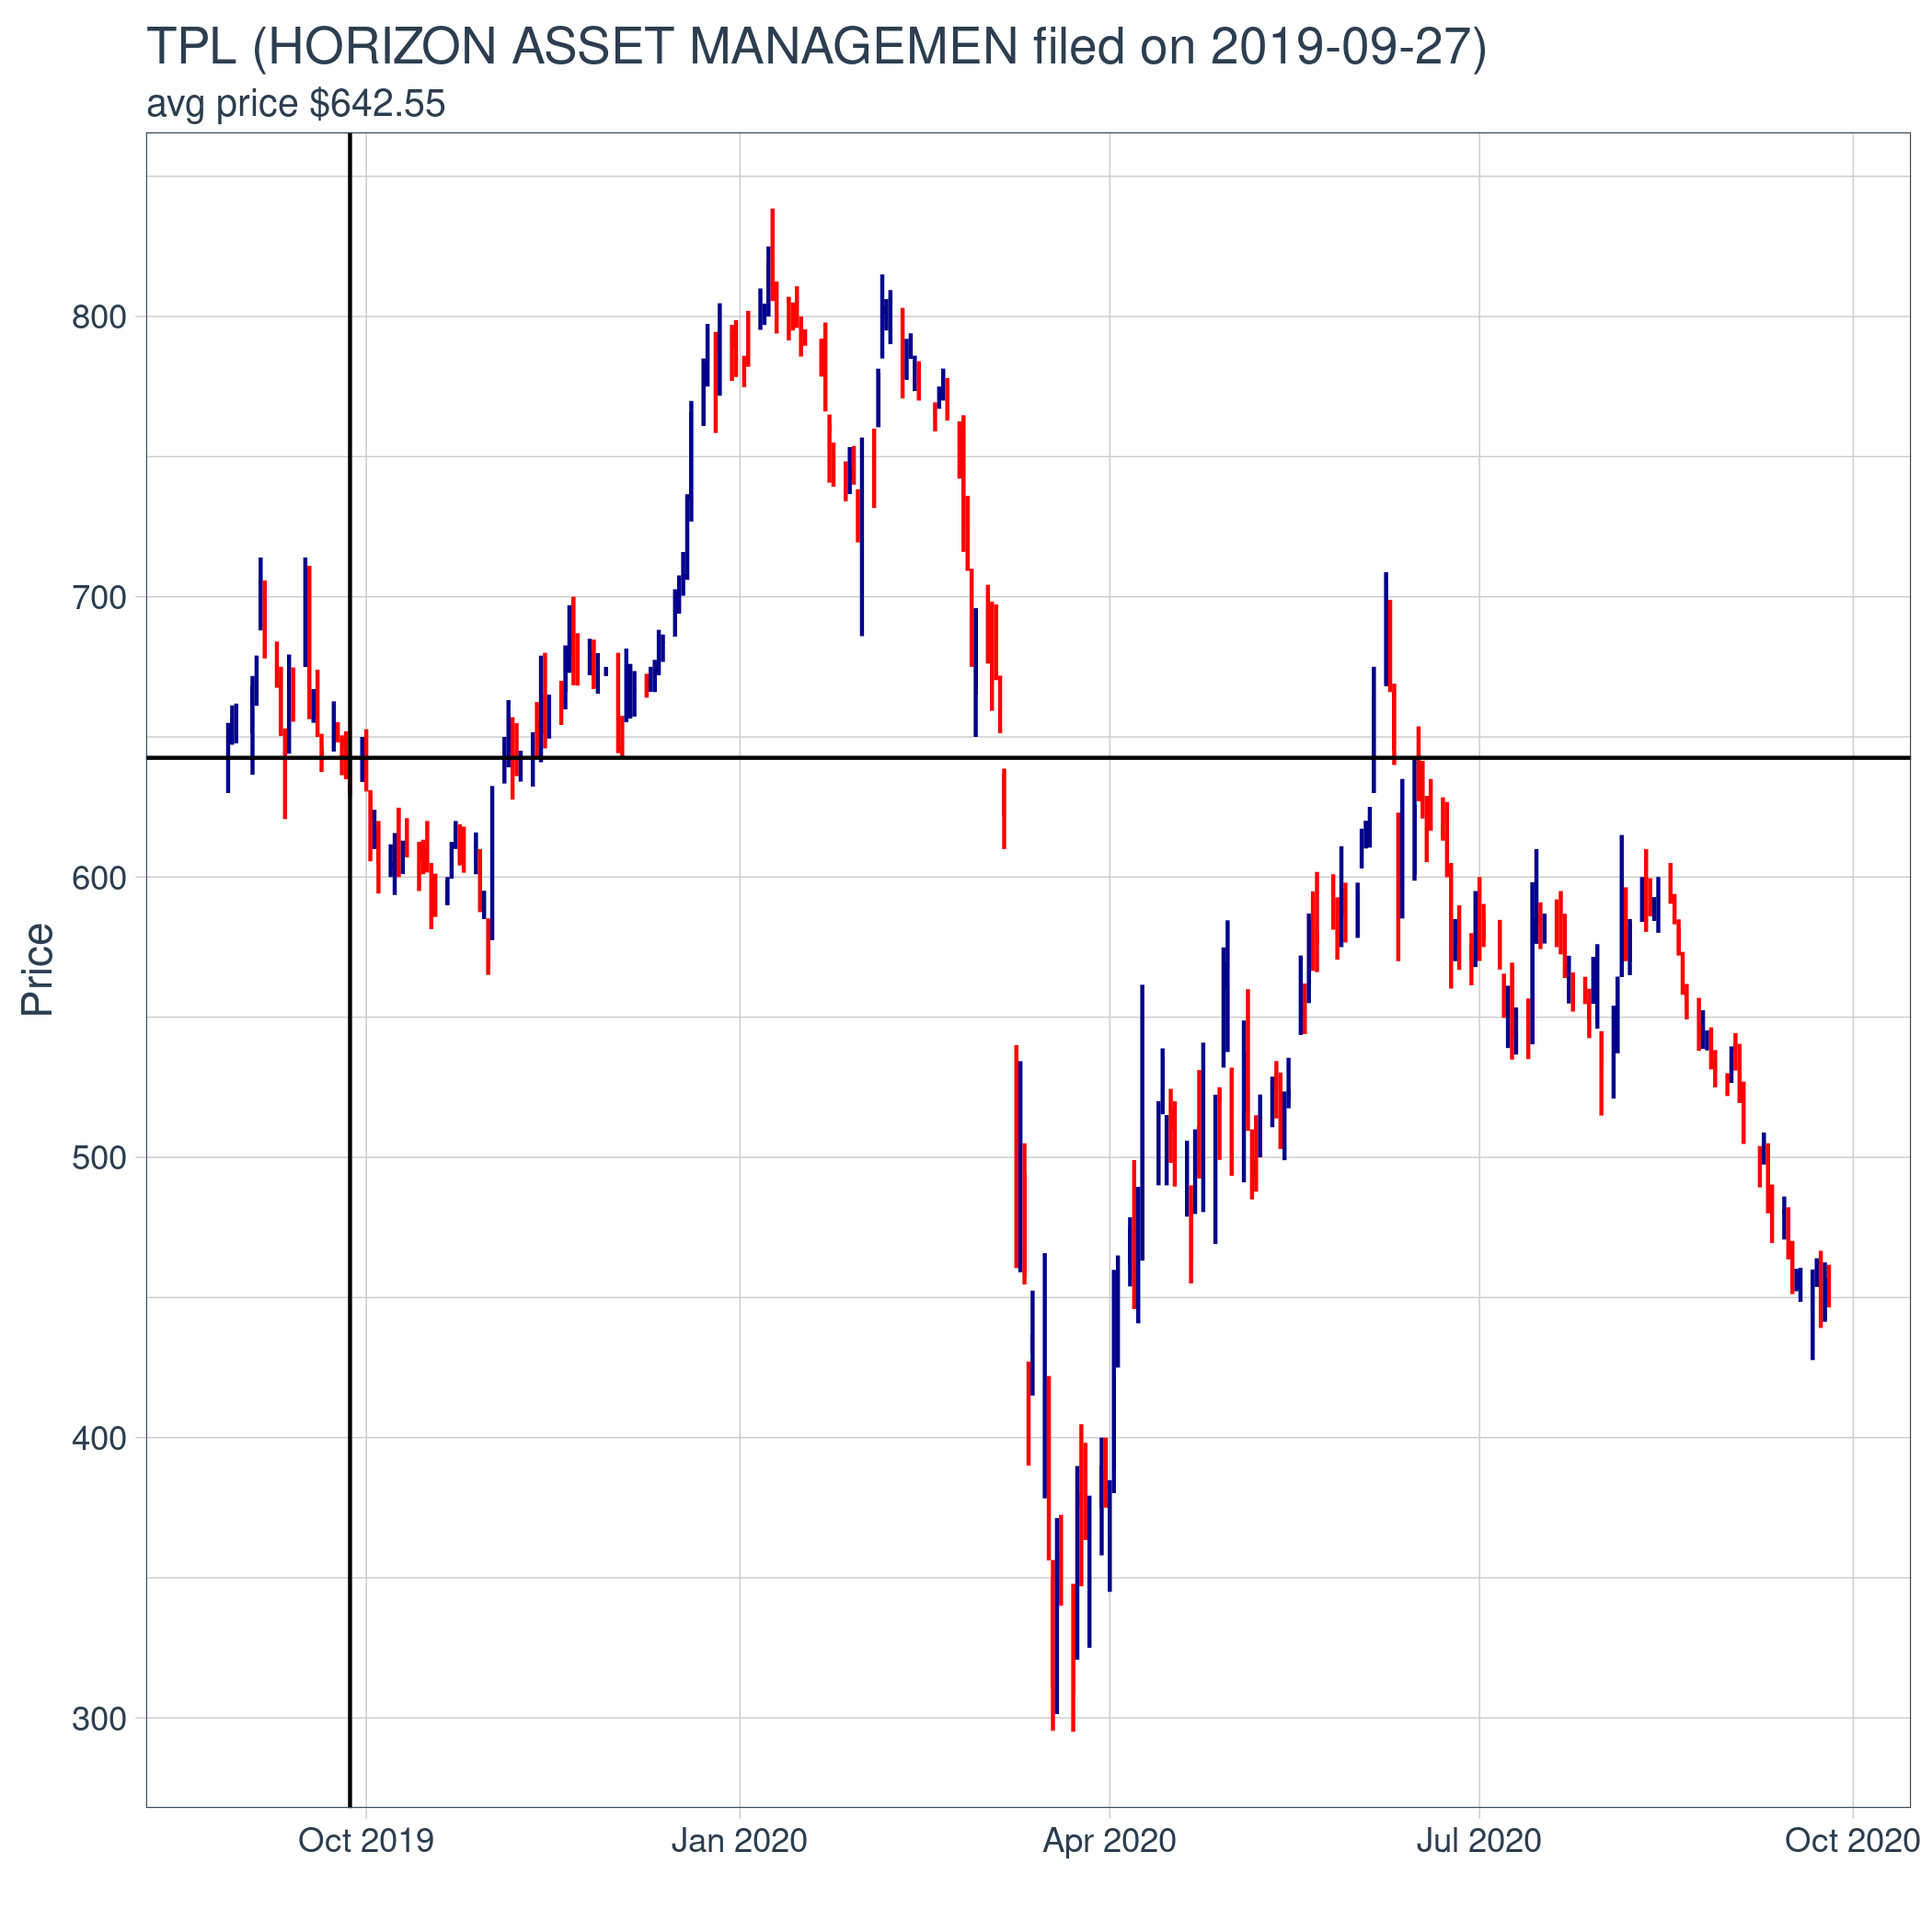 TPL (HORIZON ASSET MANAGEMEN filed on 2019-09-27)
avg price $642.55
800
700
600
500
400
300
Price
Oct 2019
Jan 2020
Apr 2020
Jul 2020
Oct 2020